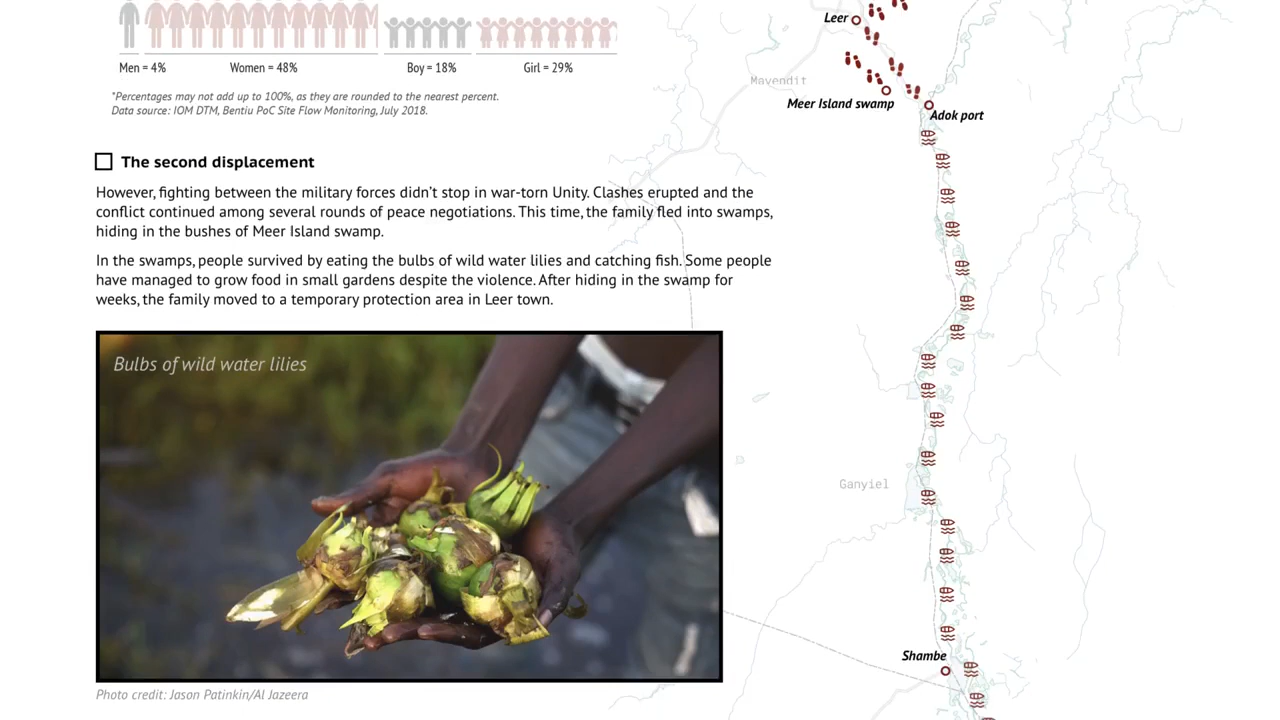 Men = 4%
Women = 48%
Boy = 18%
Girl = 29%
*Percentages may not add up to 100%, as they are rounded to the nearest percent.
Data source: IOM DTM, Bentiu PoC Site Flow Monitoring, July 2018.
The second displacement
However, fighting between the military forces didn't stop in war-torn Unity. Clashes erupted and the
conflict continued among several rounds of peace negotiations. This time, the family fled into swamps,
hiding in the bushes of Meer Island swamp.
In the swamps, people survived by eating the bulbs of wild water lilies and catching fish. Some people
have managed to grow food in small gardens despite the violence. After hiding in the swamp for
weeks, the family moved to a temporary protection area in Leer town.
Bulbs of wild water lilies
Photo credit: Jason Patinkin/Al Jazeera
Leer
Mavendit
Meer Island swamp
Adok port
Ganyiel
Shambe